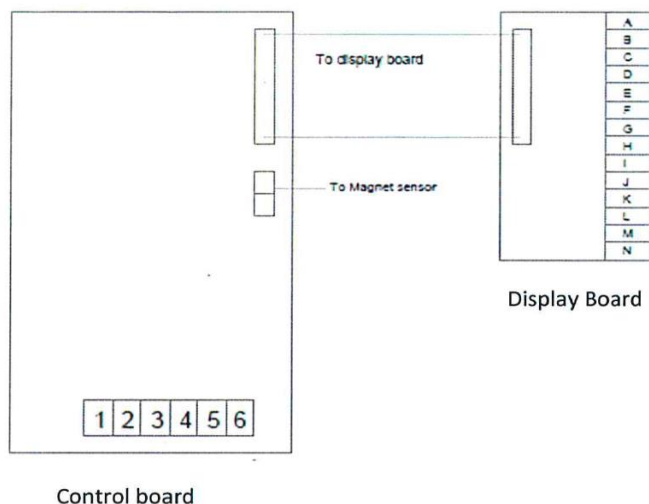 To display board
To Magnet sensor
1 2 3 4 5 6
Control board
A
B
C
D
E
F
G
H
I
J
K
L
M
N
Display Board